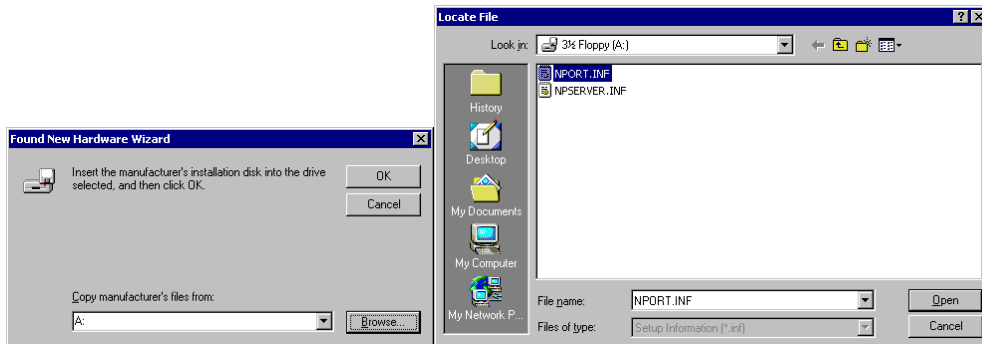 Found New Hardware Wizard
Insert the manufacturer's installation disk into the drive
selected, and then click OK.
OK
Cancel
Copy manufacturer's files from:
A:
Browse...
Locate File
Look in:
3½ Floppy (A:)
History
Desktop
My Documents
My Computer
My Network P...
NPORT.INF
NPSERVER.INF
File name:
NPORT.INF
Open
Files of type:
Setup Information (*.inf)
Cancel